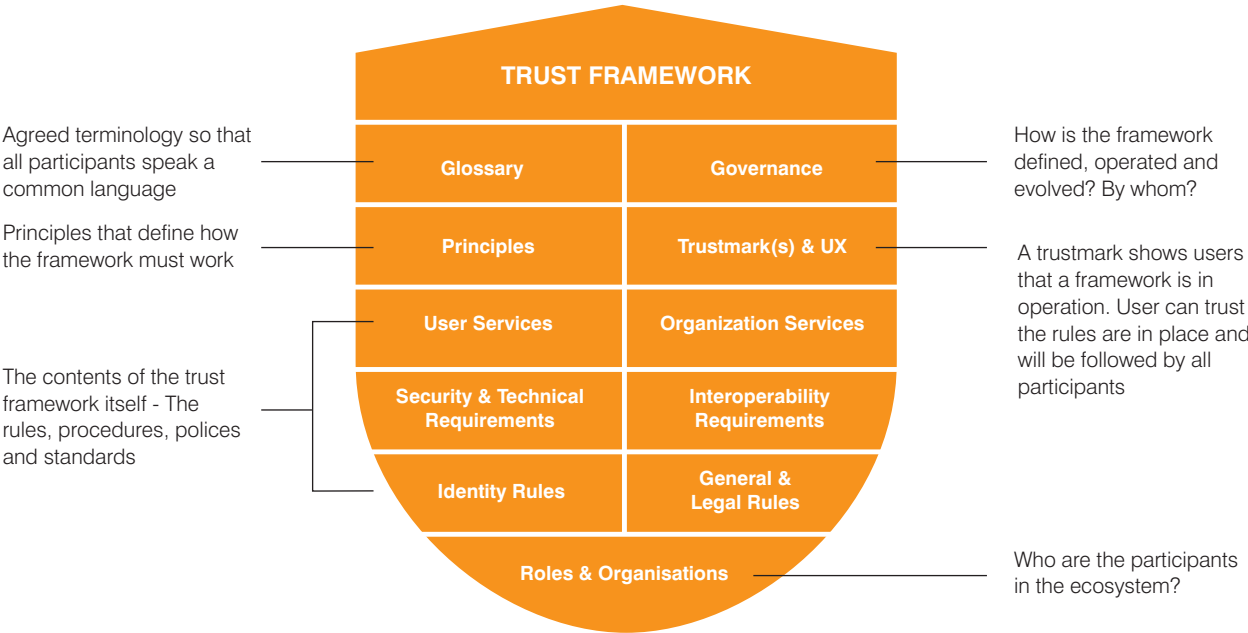 TRUST FRAMEWORK
Agreed terminology so that
all participants speak a
common language
Glossary
Governance
How is the framework
defined, operated and
evolved? By whom?
Principles that define how
the framework must work
Principles
Trustmark(s) & UX
A trustmark shows users
that a framework is in
operation. User can trust
the rules are in place and
will be followed by all
participants
User Services
Organization Services
The contents of the trust
framework itself - The
rules, procedures, polices
and standards
Security & Technical
Requirements
Interoperability
Requirements
Identity Rules
General &
Legal Rules
Roles & Organisations
Who are the participants
in the ecosystem?